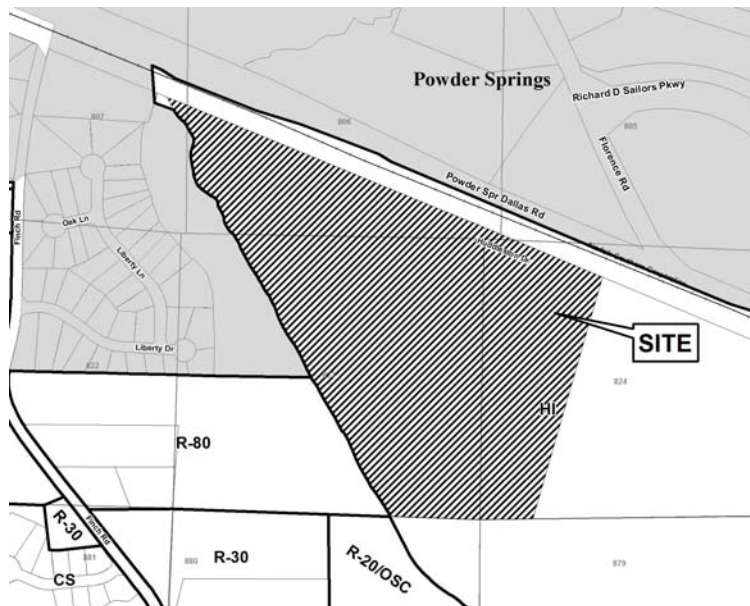 Powder Springs
Richard D Sailors Pkwy
807
806
805
Florence Rd
Powder Spr Dallas Rd
Finch Rd
Oak Ln
Liberty Ln
Liberty Dr
SITE
822
824
HI
R-80
R-30
Finch Rd
881
880
R-30
R-20/OSC
879
CS